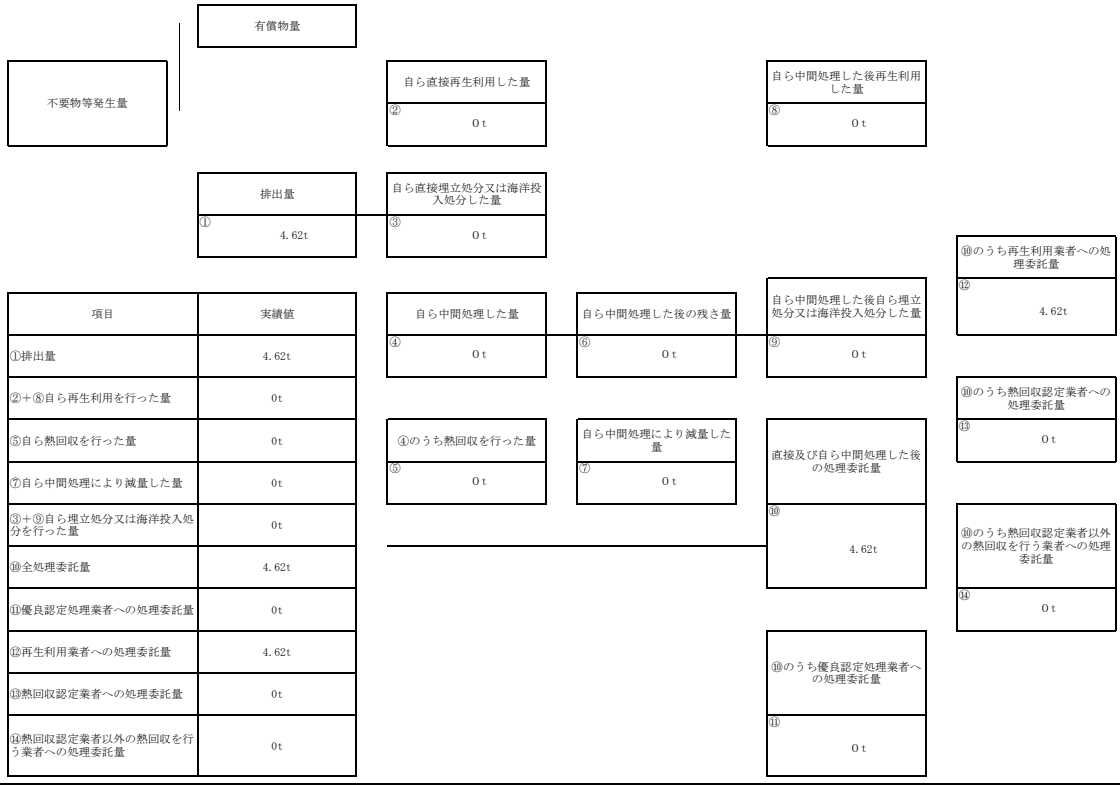 有償物量
不要物等発生量
自ら直接再生利用した量
②
0t
自ら中間処理した後再生利用
した量
⑧
0t
排出量
①
4.62t
自ら直接埋立処分又は海洋投
入処分した量
③
0t
⑩のうち再生利用業者への処
理委託量
⑫
4.62t
項目
実績値
①排出量
4.62t
②＋⑧自ら再生利用を行った量
0t
⑤自ら熱回収を行った量
0t
⑦自ら中間処理により減量した量
0t
③＋⑨自ら埋立処分又は海洋投入処
分を行った量
0t
⑩全処理委託量
4.62t
⑪優良認定処理業者への処理委託量
0t
⑫再生利用業者への処理委託量
4.62t
⑬熱回収認定業者への処理委託量
0t
⑭熱回収認定業者以外の熱回収を行
う業者への処理委託量
0t
自ら中間処理した量
④
0t
自ら中間処理した後の残さ量
⑥
0t
自ら中間処理した後自ら埋立
処分又は海洋投入処分した量
⑨
0t
④のうち熱回収を行った量
⑤
0t
自ら中間処理により減量した
量
⑦
0t
直接及び自ら中間処理した後
の処理委託量
⑩
4.62t
⑩のうち熱回収認定業者への
処理委託量
⑬
0t
⑩のうち熱回収認定業者以外
の熱回収を行う業者への処理
委託量
⑭
0t
⑩のうち優良認定処理業者へ
の処理委託量
⑪
0t